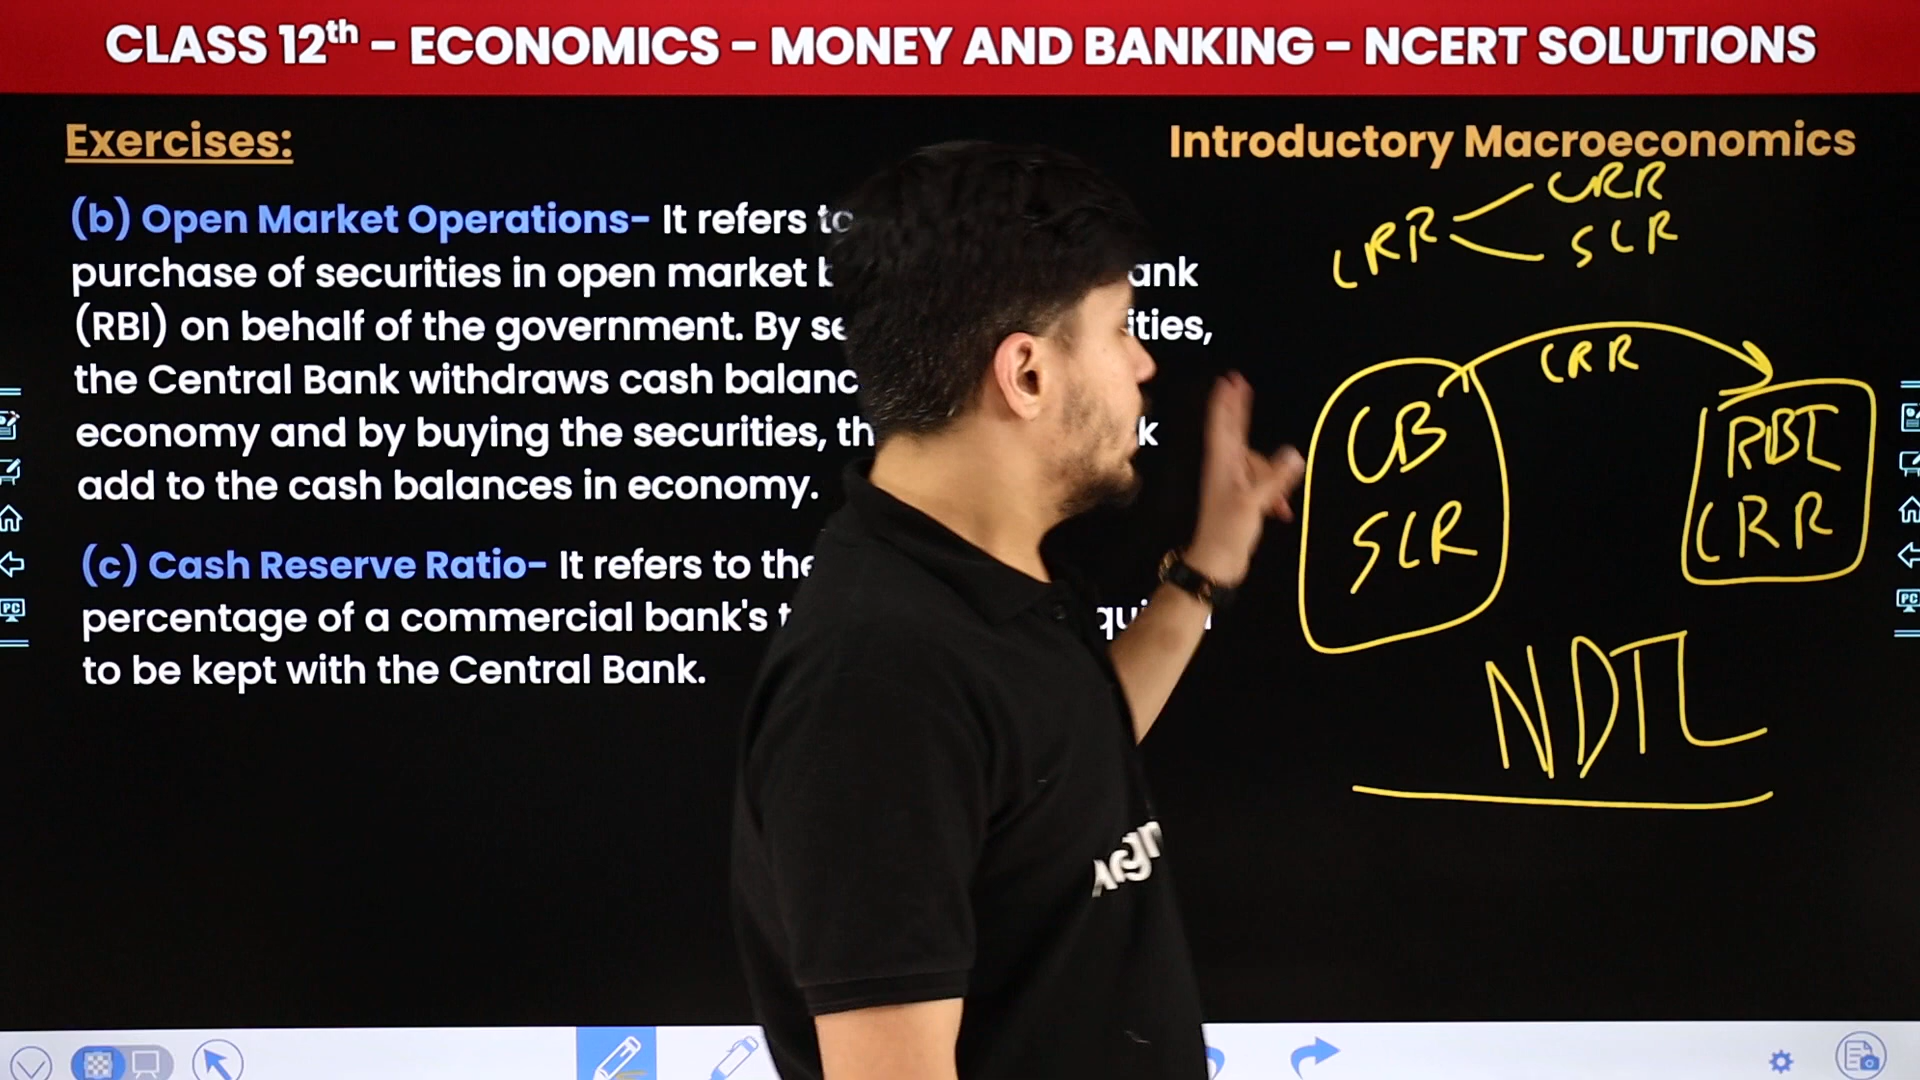 CLASS 12th - ECONOMICS - MONEY AND BANKING - NCERT SOLUTIONS
Exercises:
Introductory Macroeconomics
(b) Open Market Operations- It refers to
purchase of securities in open market
(RBI) on behalf of the government. By
the Central Bank withdraws cash
economy and by buying the securities,
add to the cash balances in economy.
(c) Cash Reserve Ratio- It refers to the
percentage of a commercial bank's
to be kept with the Central Bank.
LRR CRR
SLR
CRR
CB
SLR
RBI
CRR
NDTL
PC
PC